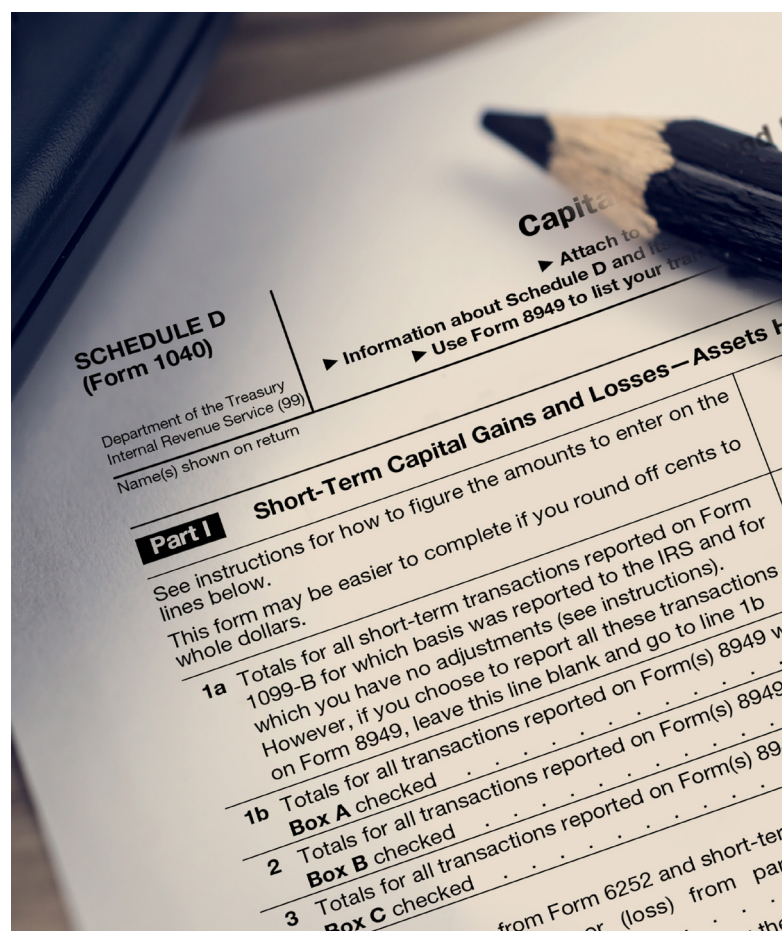 SCHEDULE D
(Form 1040)
Department of the Treasury
Internal Revenue Service (99)
Capita
► Attach to
► Information about Schedule D and its
► Use Form 8949 to list your
Name(s) shown on return
Part I Short-Term Capital Gains and Losses—Assets H
See instructions for how to figure the amounts to enter on the
lines below.
This form may be easier to complete if you round off cents to
whole dollars.
1a Totals for all short-term transactions reported on Form
1099-B for which basis was reported to the IRS and for
which you have no adjustments (see instructions).
However, if you choose to report all these transactions
on Form 8949, leave this line blank and go to line 1b
1b Totals for all transactions reported on Form(s) 8949 w
Box A checked . . . . . . . .
2 Totals for all transactions reported on Form(s) 8949
Box B checked . . . . . . . .
3 Totals for all transactions reported on Form(s) 89
Box C checked . . . . . . . .
from Form 6252 and short-ter
or (loss) from par